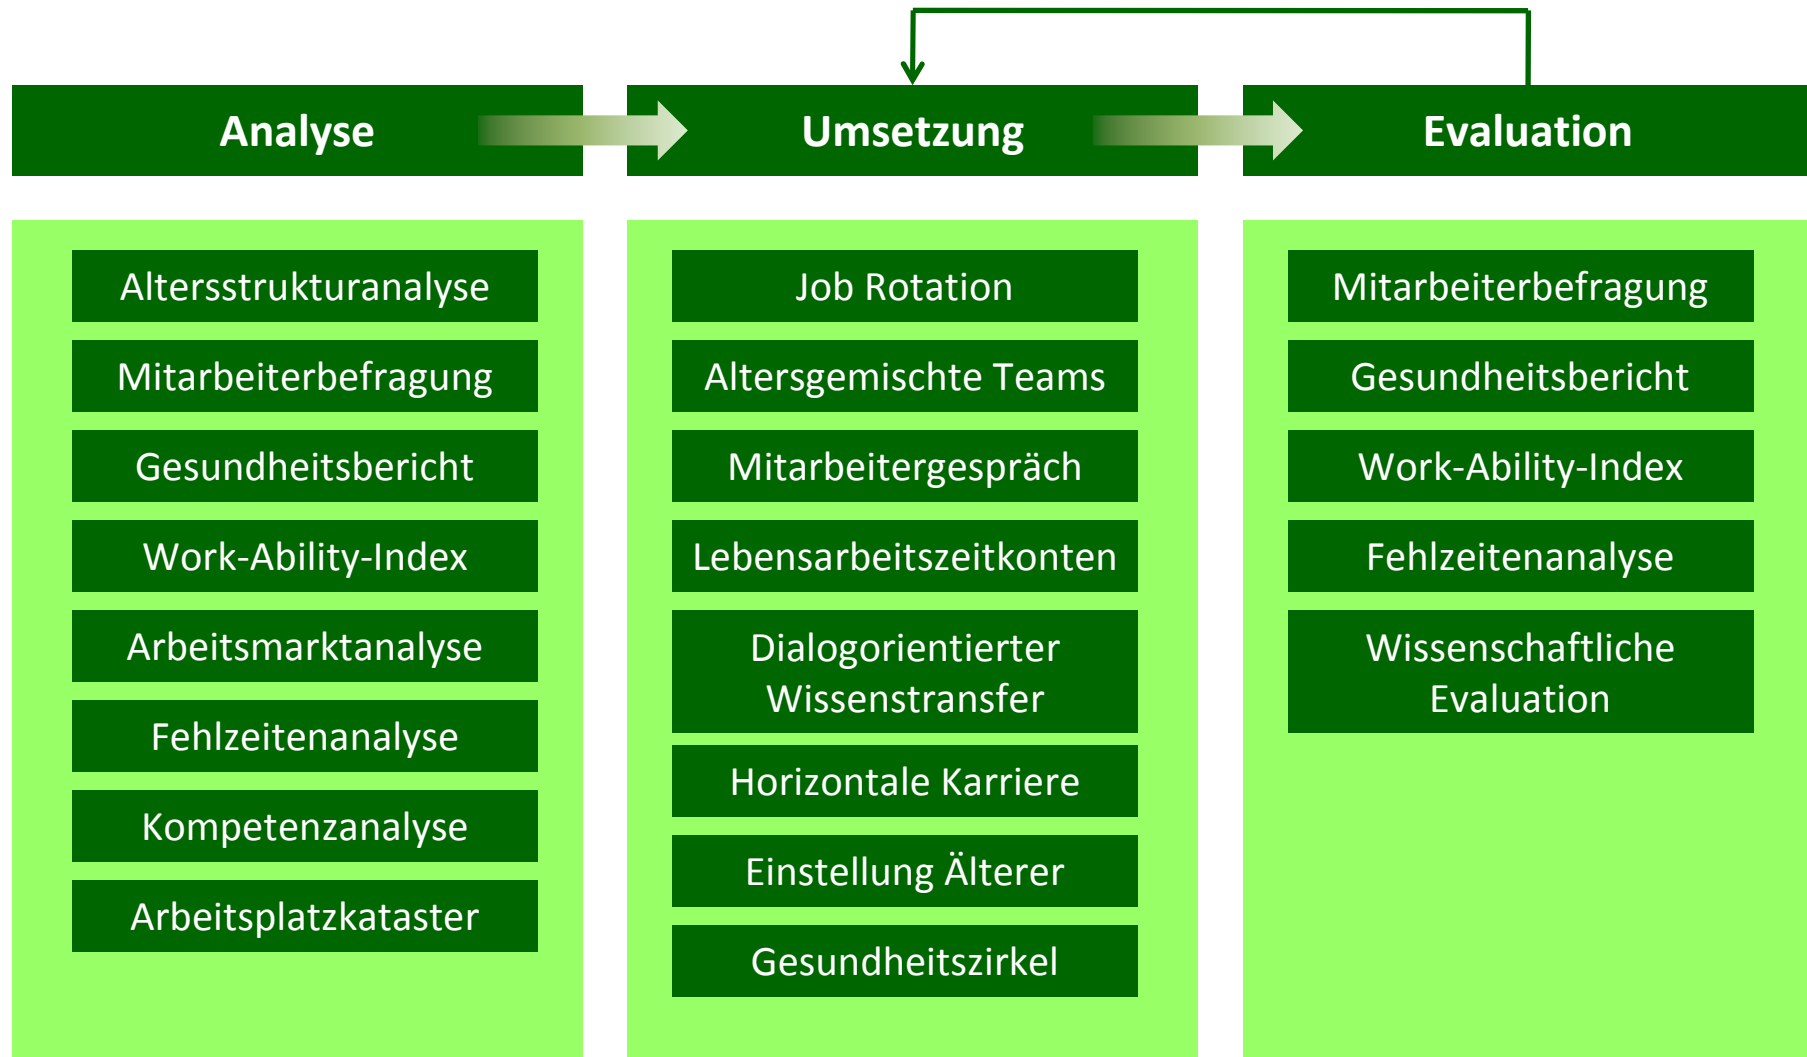 Analyse
Umsetzung
Evaluation
Altersstrukturanalyse
Mitarbeiterbefragung
Gesundheitsbericht
Work-Ability-Index
Arbeitsmarktanalyse
Fehlzeitenanalyse
Kompetenzanalyse
Arbeitsplatzkataster
Job Rotation
Altersgemischte Teams
Mitarbeitergespräch
Lebensarbeitszeitkonten
Dialogorientierter
Wissenstransfer
Horizontale Karriere
Einstellung Älterer
Gesundheitszirkel
Mitarbeiterbefragung
Gesundheitsbericht
Work-Ability-Index
Fehlzeitenanalyse
Wissenschaftliche
Evaluation